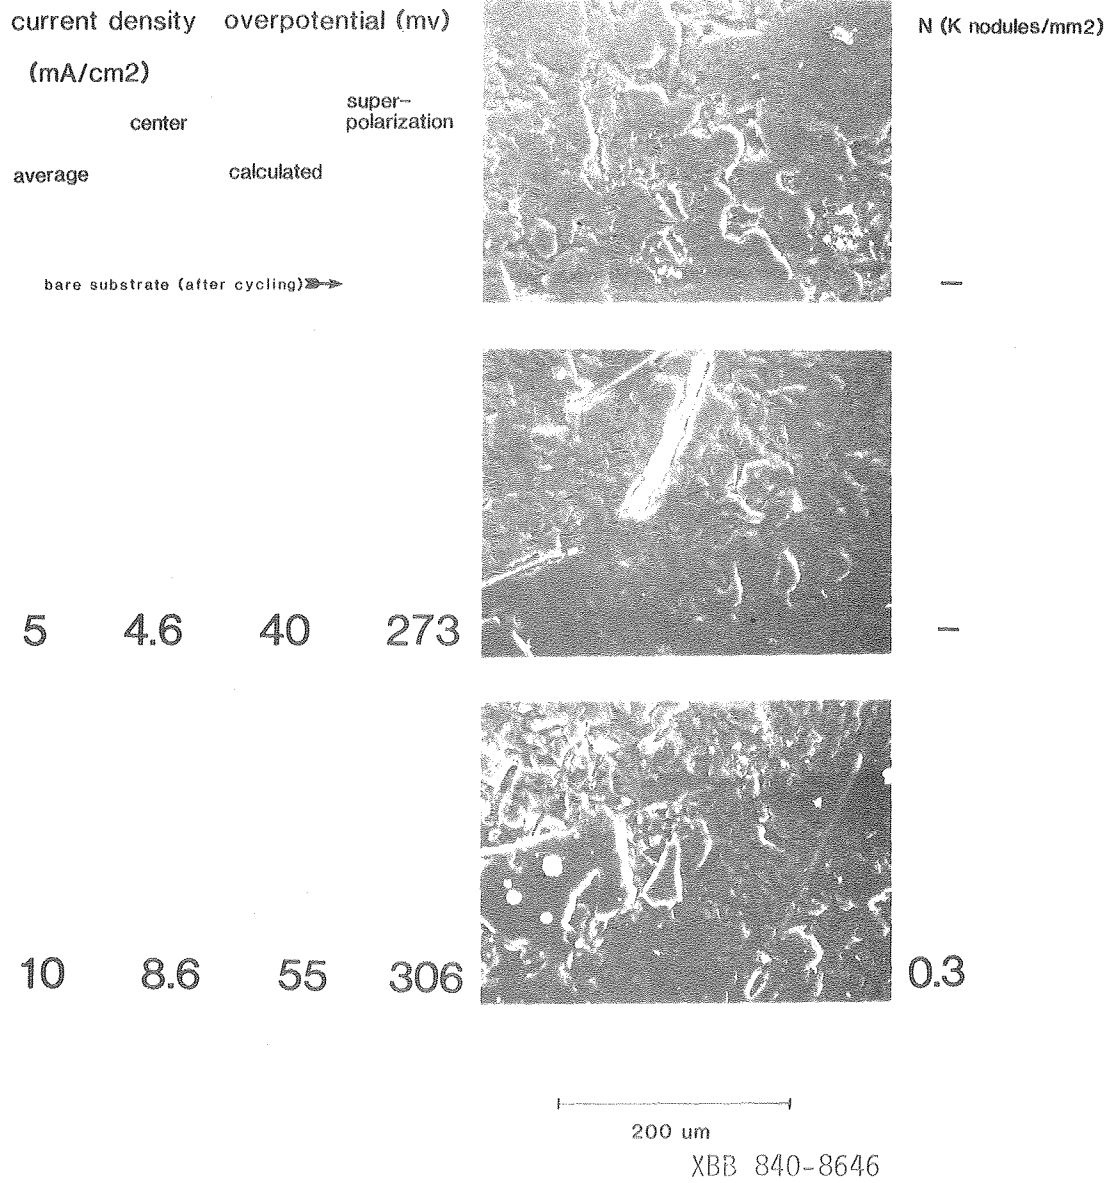 current density overpotential (mv) N (K nodules/mm2)
(mA/cm2)
super-
center polarization
average calculated
bare substrate (after cycling)
–
5 4.6 40 273 –
10 8.6 55 306 0.3
200 um
XBB 840-8646